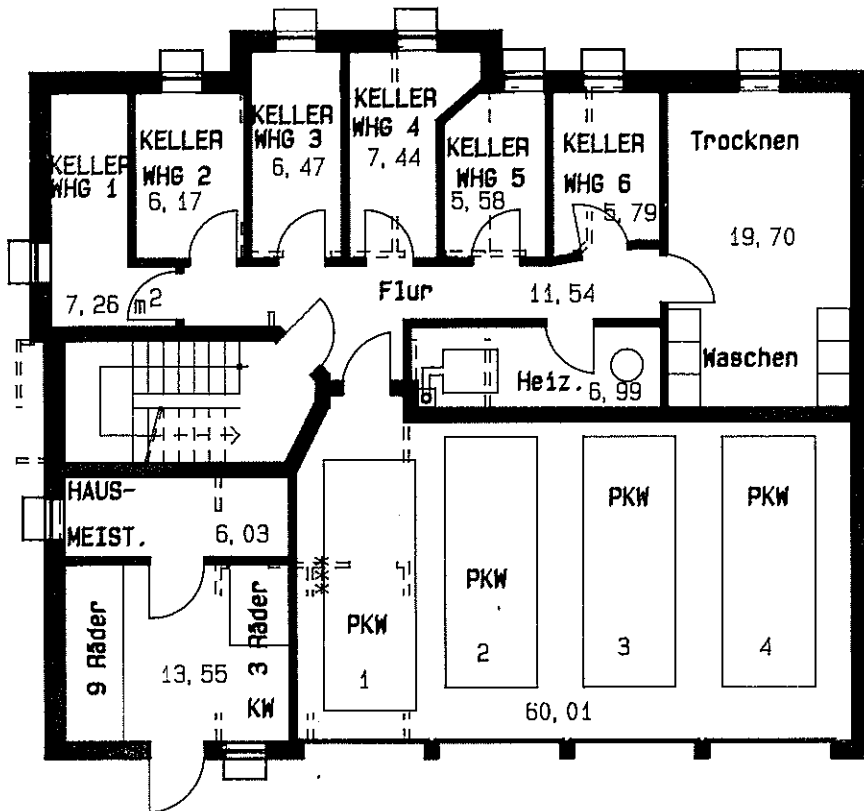 KELLER
WHG 1
7,26 m²
KELLER
WHG 2
6,17
KELLER
WHG 3
6,47
KELLER
WHG 4
7,44
KELLER
WHG 5
5,58
KELLER
WHG 6
5,79
Trocknen
19,70
Waschen
Flur
11,54
Heiz.
6,99
HAUS-
MEIST.
6,03
9 Räder
13,55
3 Räder
KW
PKW
1
PKW
2
PKW
3
PKW
4
60,01